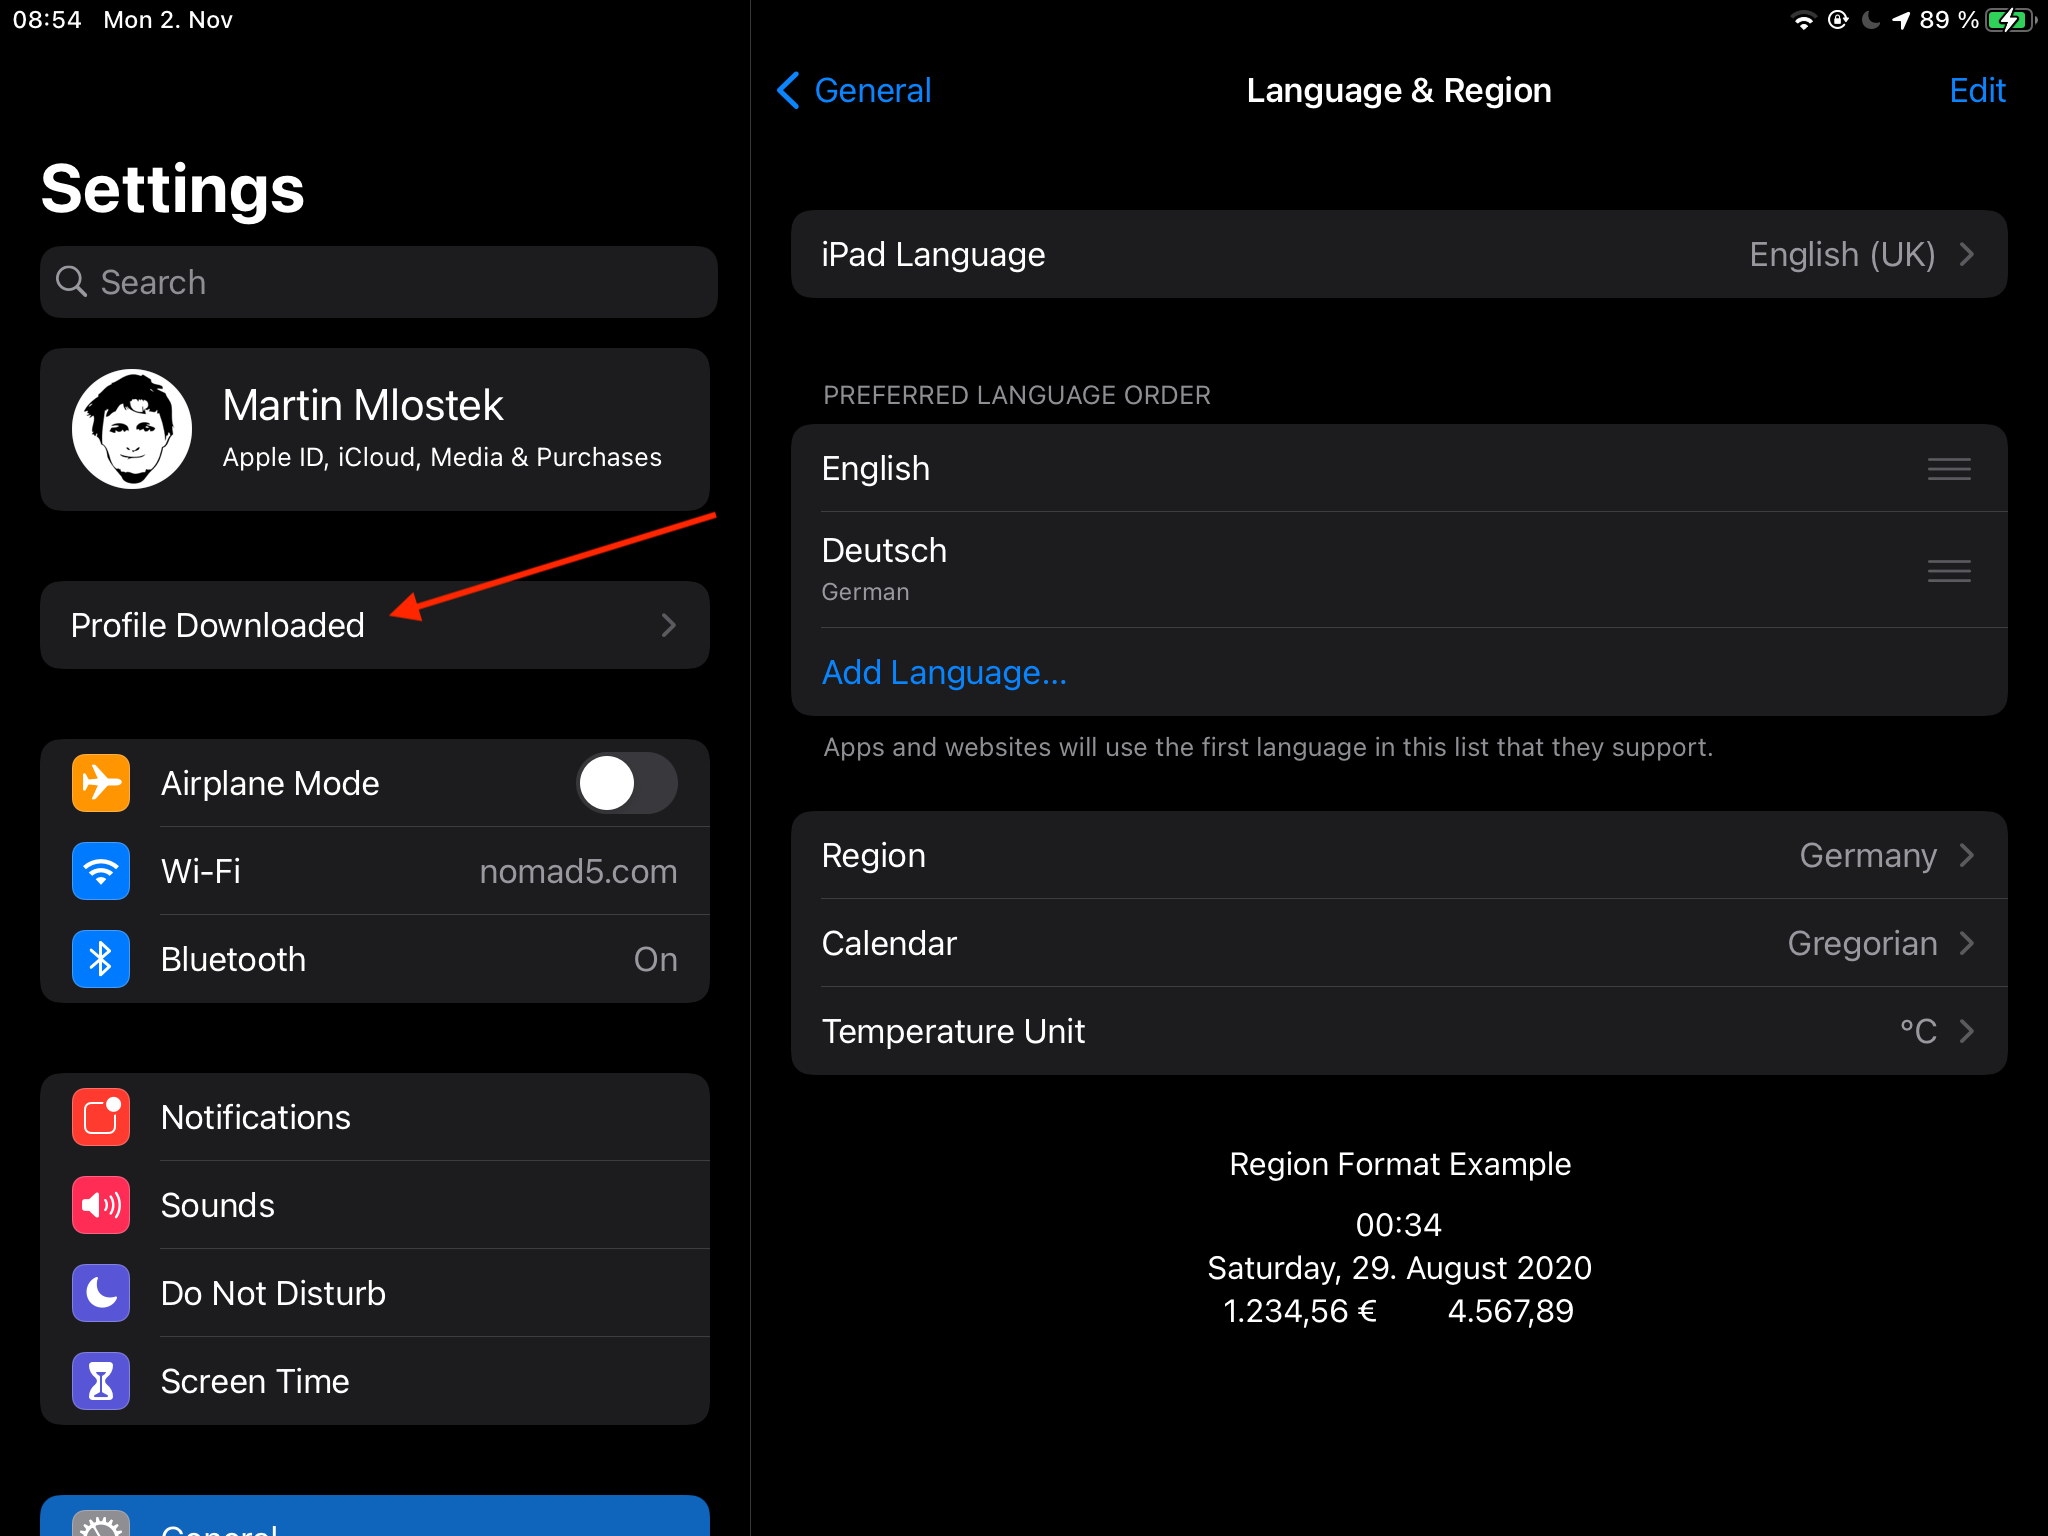 08:54 Mon 2. Nov
89 %
Settings
Search
Martin Mlostek
Apple ID, iCloud, Media & Purchases
Profile Downloaded
Airplane Mode
Wi-Fi nomad5.com
Bluetooth On
Notifications
Sounds
Do Not Disturb
Screen Time
General
General Language & Region Edit
iPad Language English (UK)
PREFERRED LANGUAGE ORDER
English
Deutsch
German
Add Language...
Apps and websites will use the first language in this list that they support.
Region Germany
Calendar Gregorian
Temperature Unit °C
Region Format Example
00:34
Saturday, 29. August 2020
1.234,56 € 4.567,89